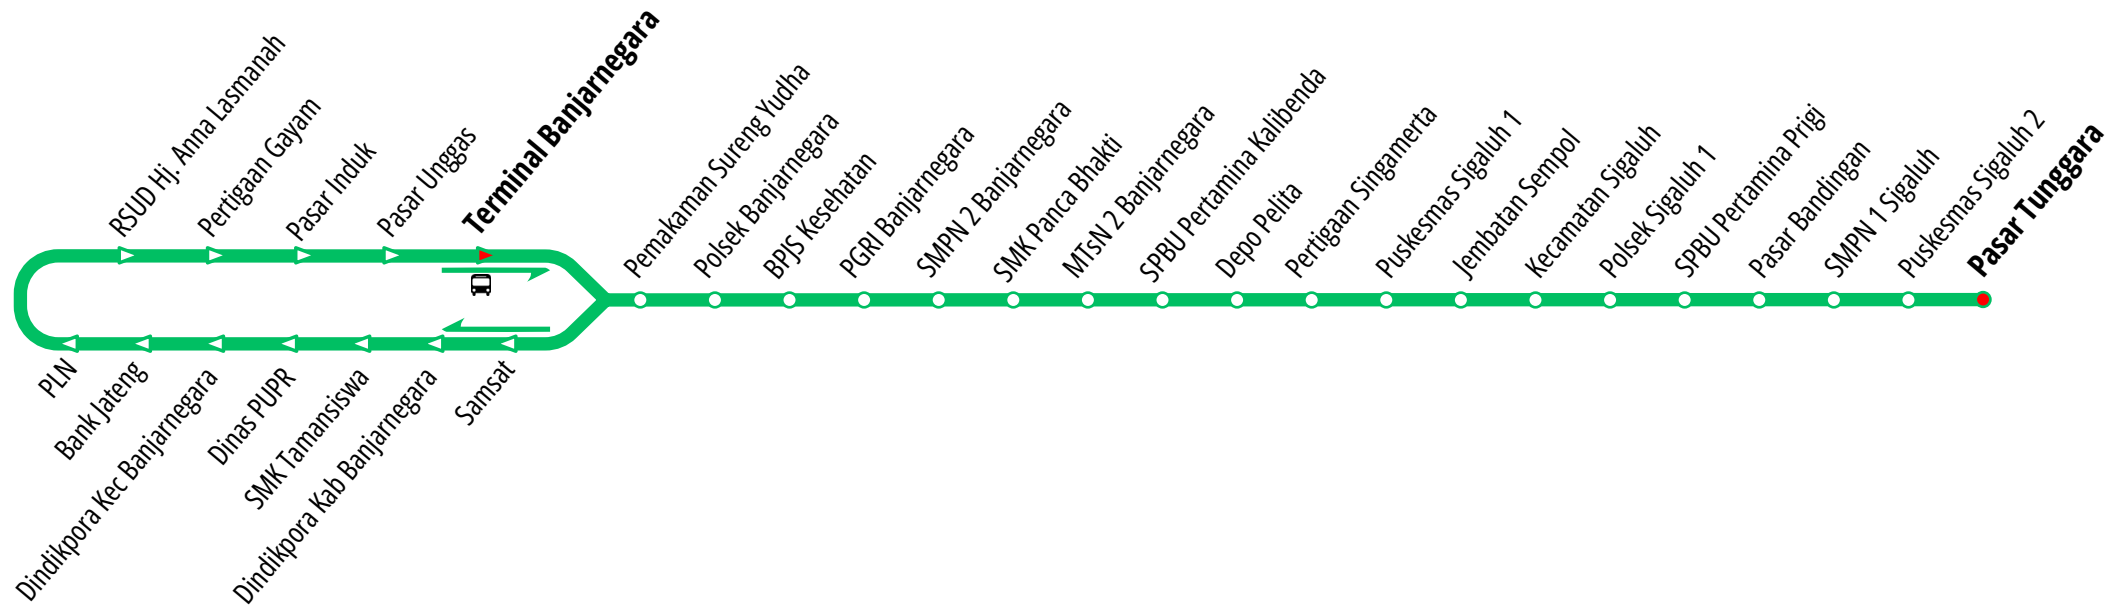 RSUD Hj. Anna Lasmanah
Pertigaan Gayam
Pasar Induk
Pasar Unggas
Terminal Banjarnegara
Pemakaman Sureng Yudha
Polsek Banjarnegara
BPJS Kesehatan
PGRI Banjarnegara
SMPN 2 Banjarnegara
SMK Panca Bhakti
MTsN 2 Banjarnegara
SPBU Pertamina Kalibenda
Depo Pelita
Pertigaan Singamerta
Puskesmas Sigaluh 1
Jembatan Sempol
Kecamatan Sigaluh
Polsek Sigaluh 1
SPBU Pertamina Prigi
Pasar Bandingan
SMPN 1 Sigaluh
Puskesmas Sigaluh 2
Pasar Tunggara
PLN
Bank Jateng
Dindikpora Kec Banjarnegara
Dinas PUPR
SMK Tamansiswa
Dindikpora Kab Banjarnegara
Samsat